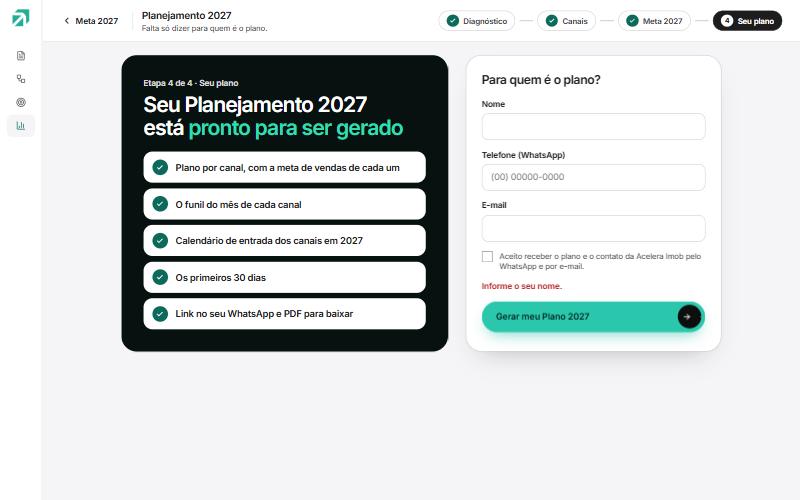 Meta 2027
Planejamento 2027
Falta só dizer para quem é o plano.
Diagnóstico
Canais
Meta 2027
4 Seu plano
Etapa 4 de 4 · Seu plano
Seu Planejamento 2027
está pronto para ser gerado
Plano por canal, com a meta de vendas de cada um
O funil do mês de cada canal
Calendário de entrada dos canais em 2027
Os primeiros 30 dias
Link no seu WhatsApp e PDF para baixar
Para quem é o plano?
Nome
Telefone (WhatsApp)
(00) 00000-0000
E-mail
Aceito receber o plano e o contato da Acelera Imob pelo
WhatsApp e por e-mail.
Informe o seu nome.
Gerar meu Plano 2027